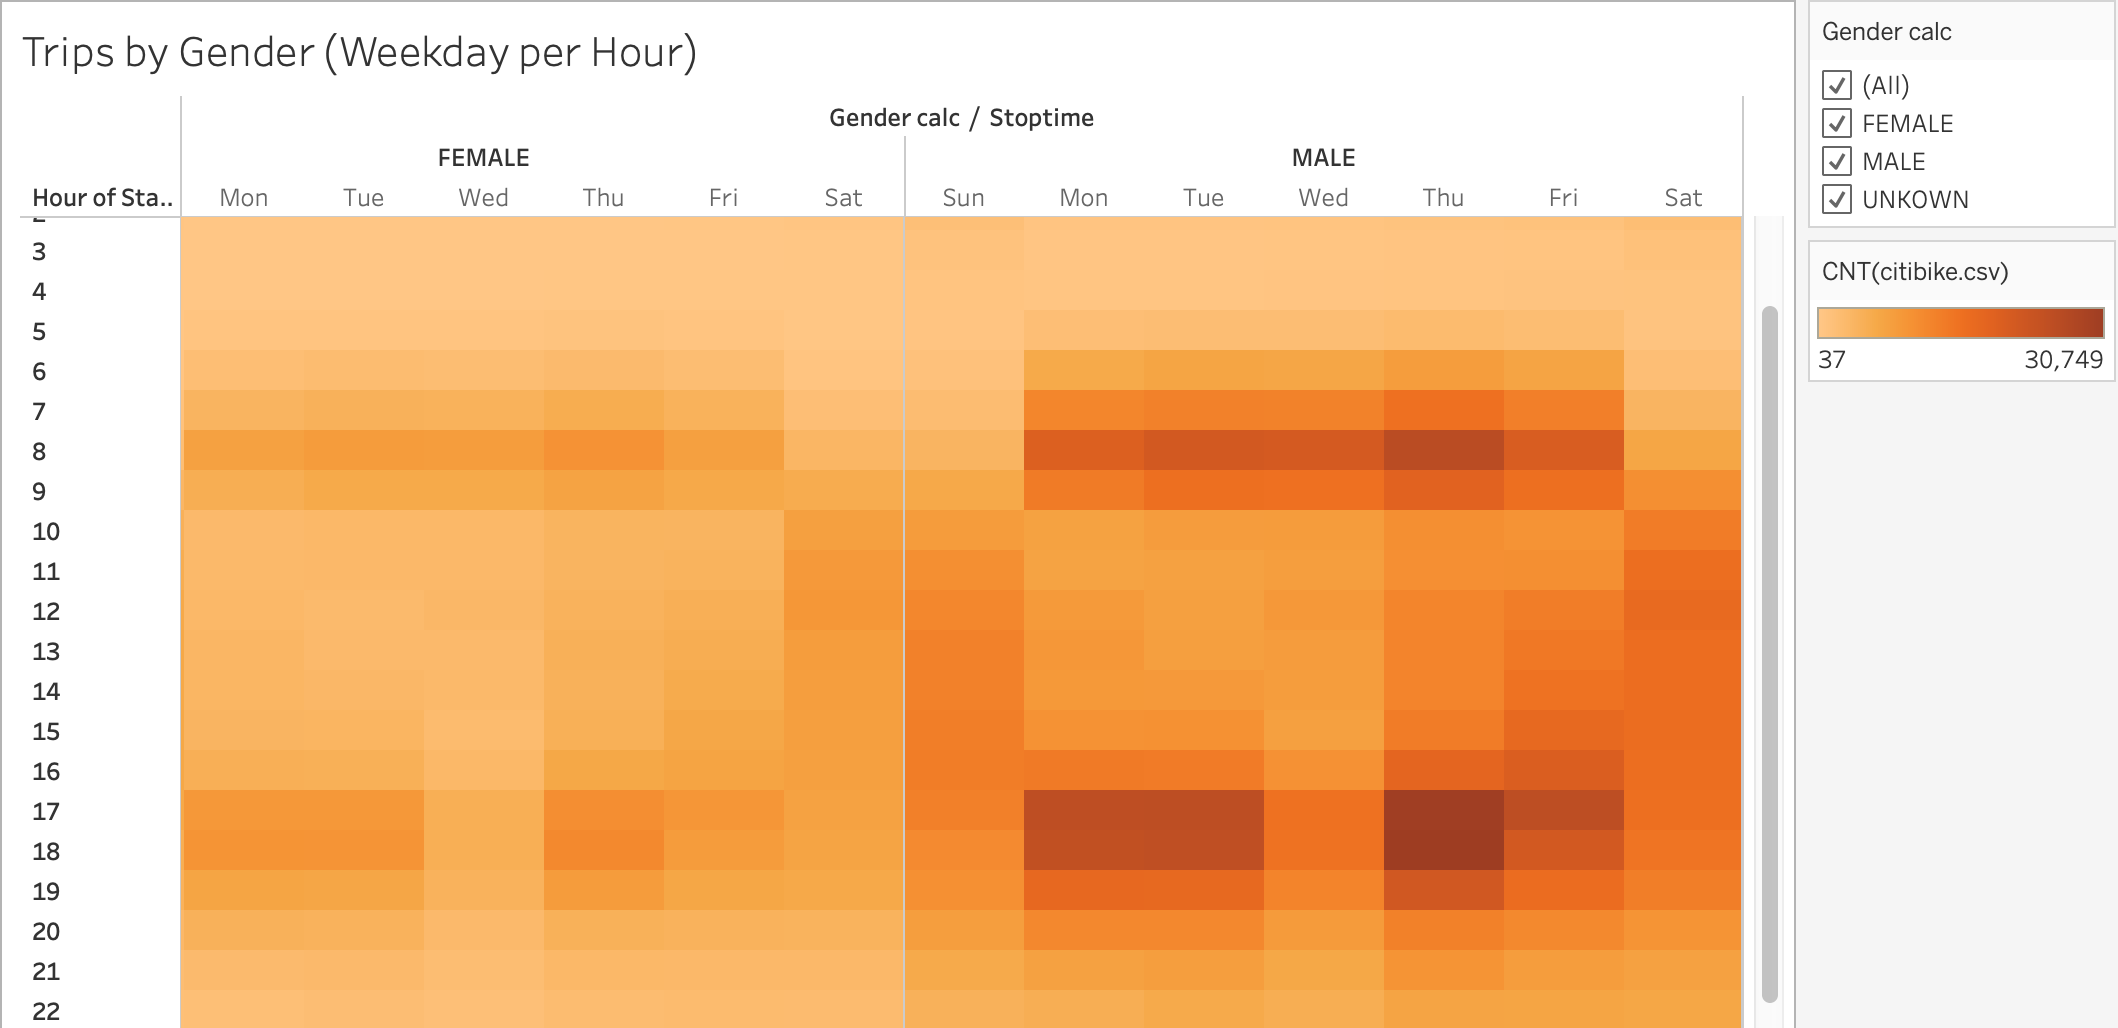 Trips by Gender (Weekday per Hour)
Gender calc / Stoptime
FEMALE MALE
Hour of Sta.. Mon Tue Wed Thu Fri Sat Sun Mon Tue Wed Thu Fri Sat
3
4
5
6
7
8
9
10
11
12
13
14
15
16
17
18
19
20
21
22
Gender calc
(All)
FEMALE
MALE
UNKOWN
CNT(citibike.csv)
37 30,749